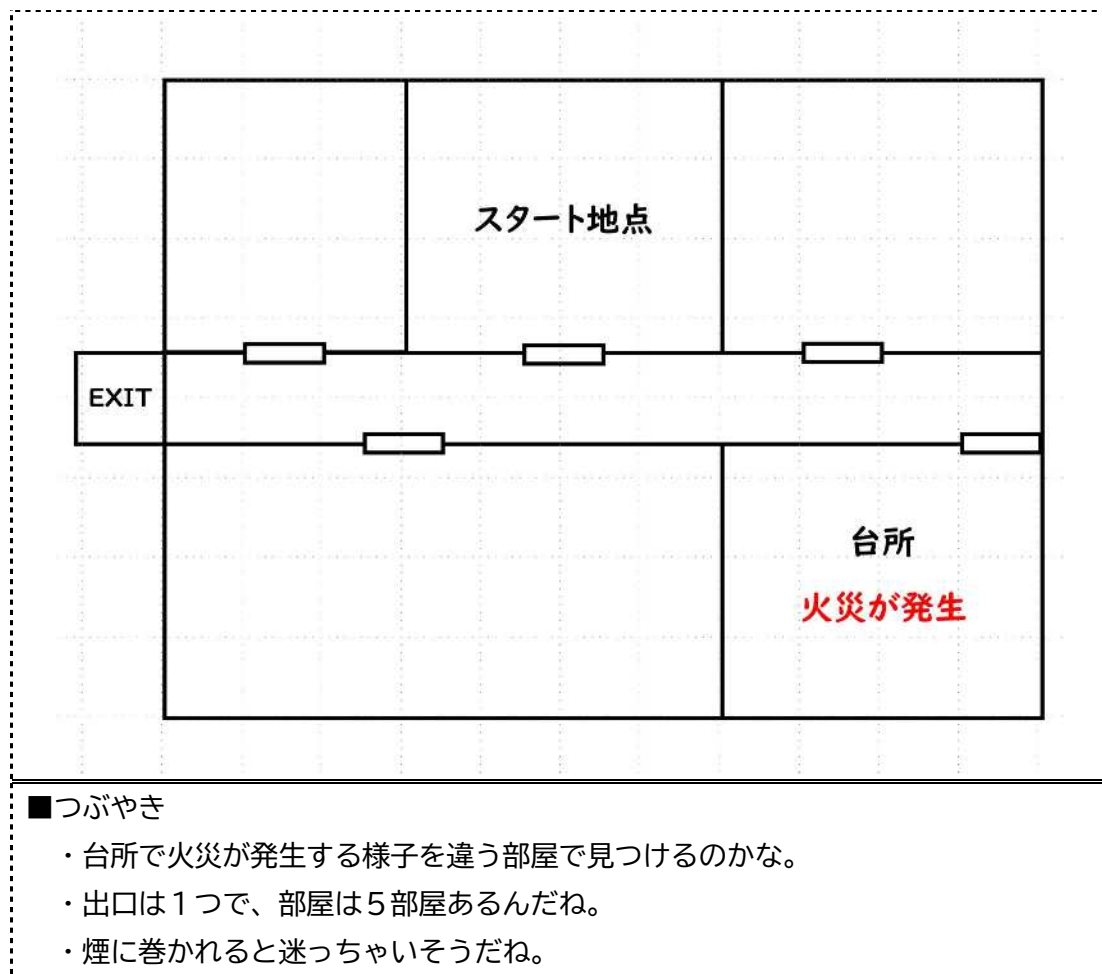 スタート地点
EXIT
台所
火災が発生
■つぶやき
・台所で火災が発生する様子を違う部屋で見つけるのかな。
・出口は１つで、部屋は５部屋あるんだね。
・煙に巻かれると迷っちゃいそうだね。